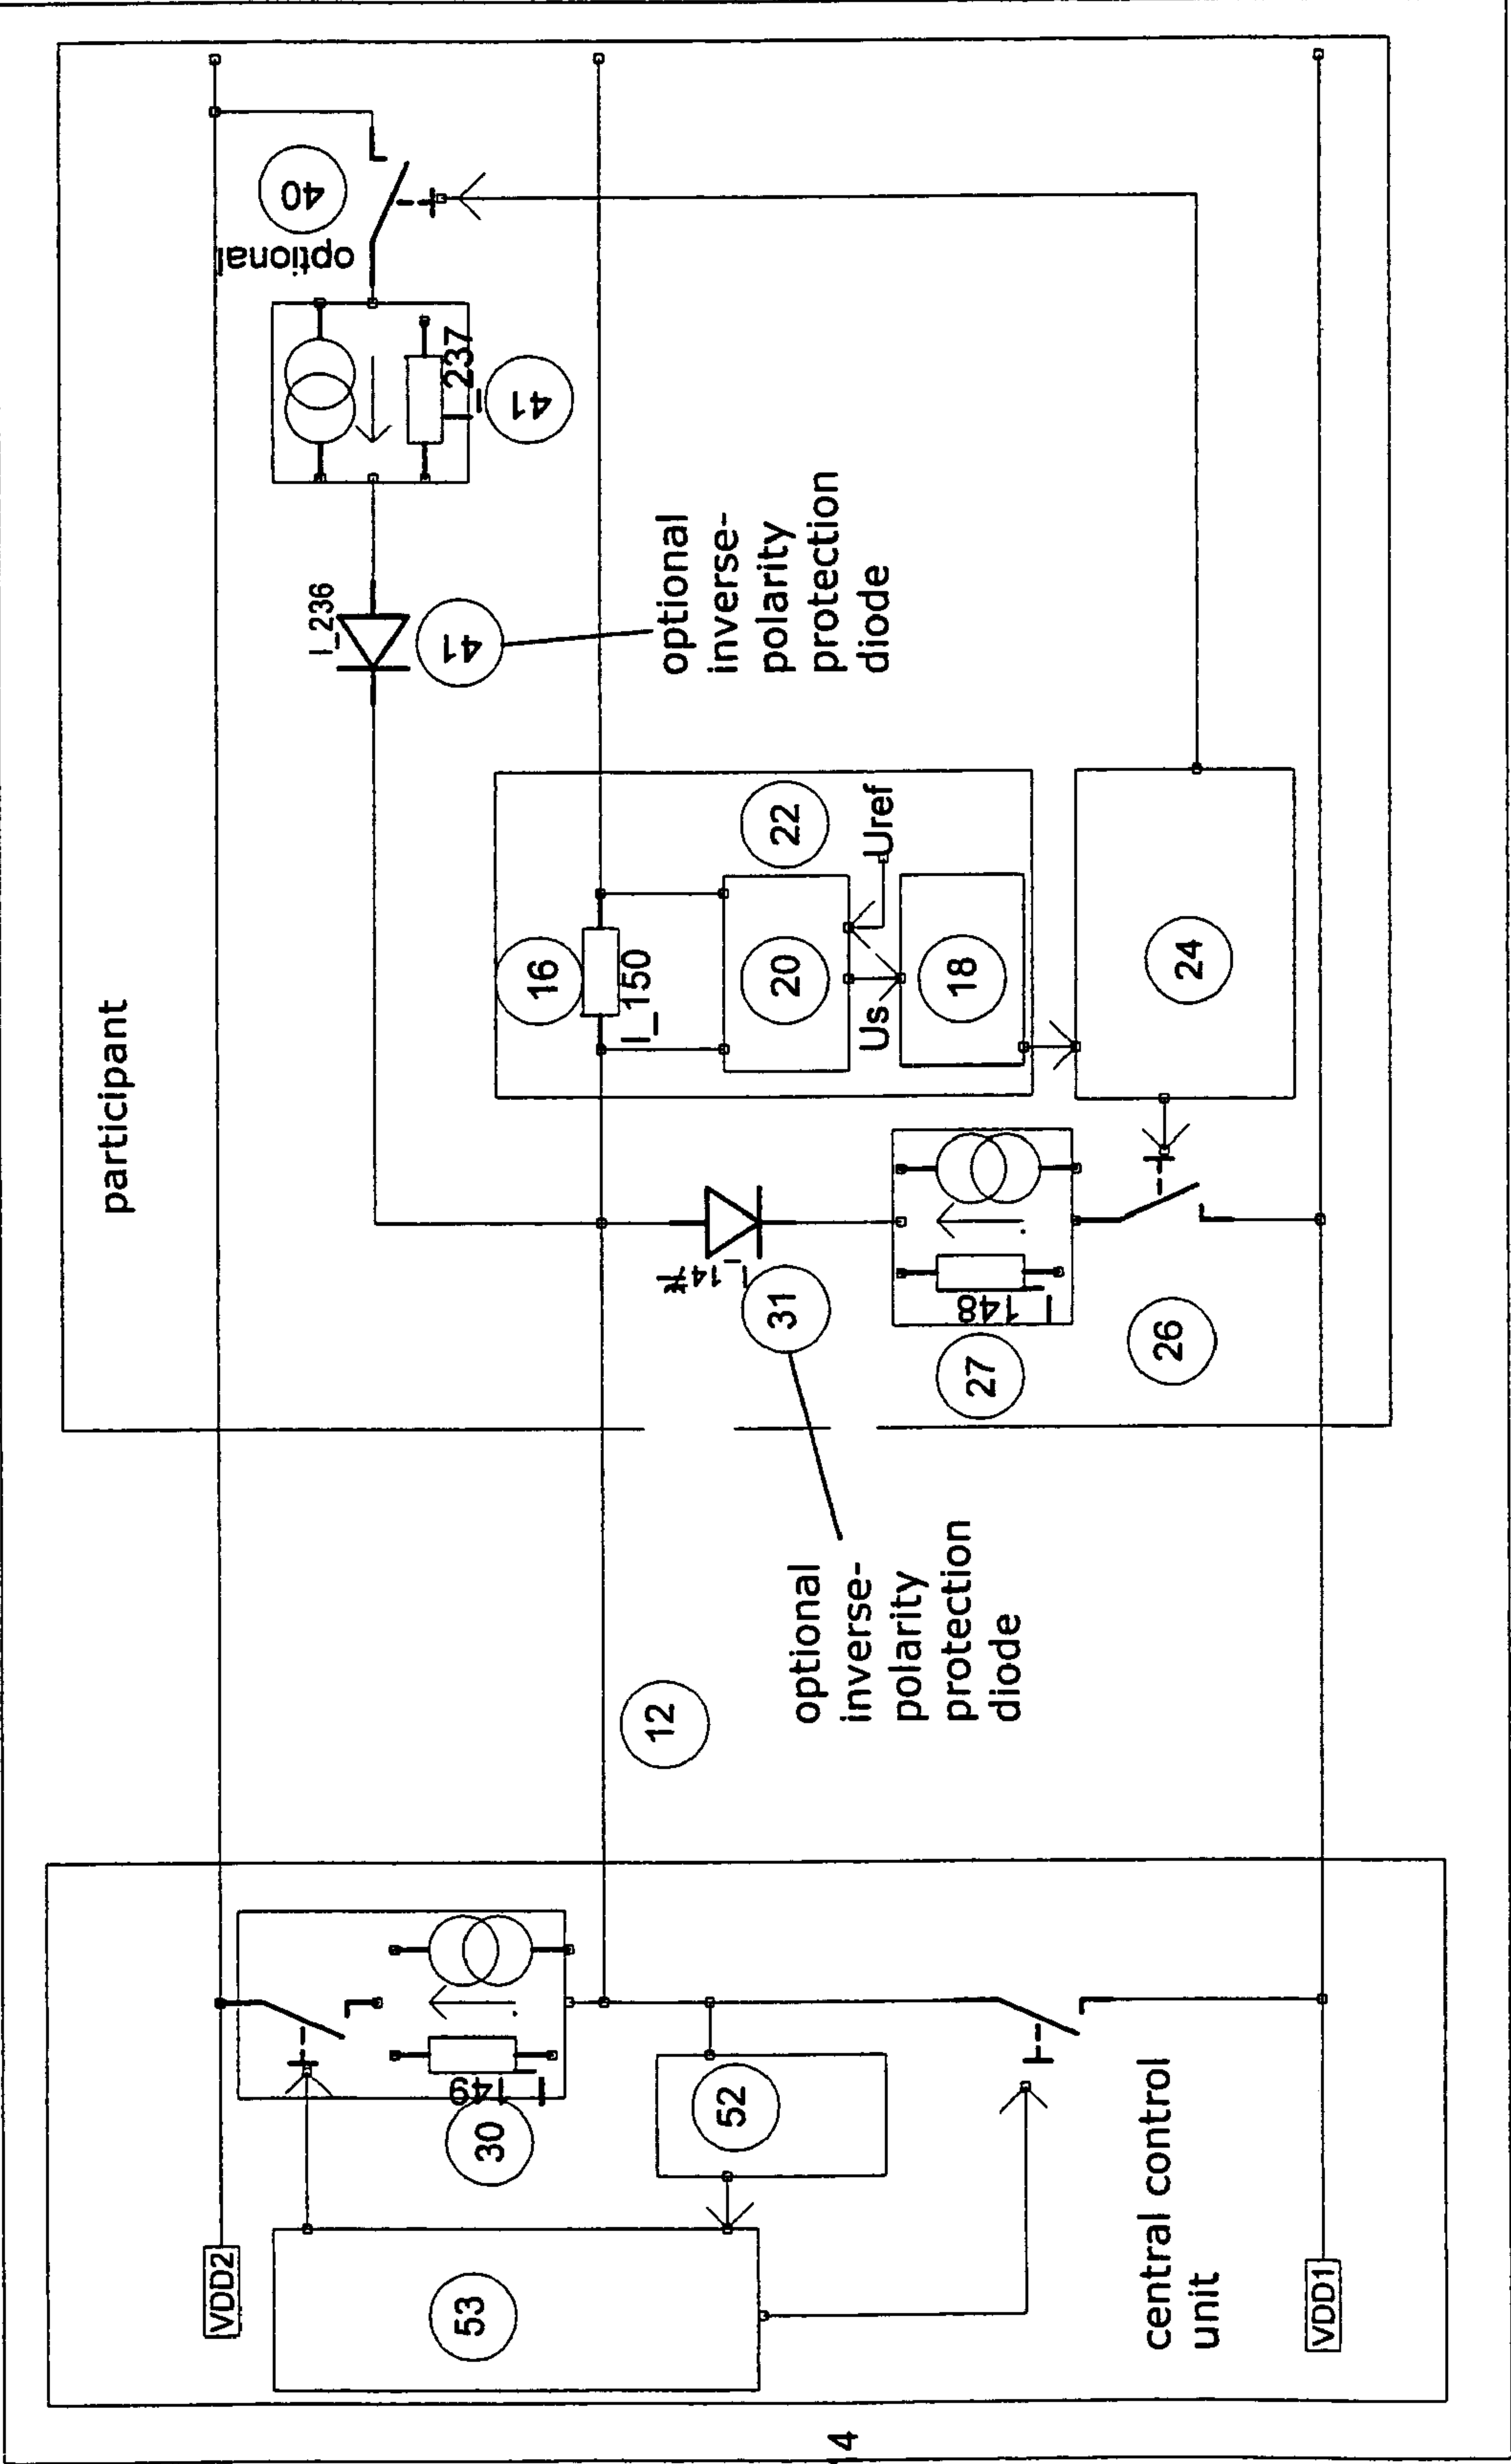 participant
40
optional
I_237
41
I_236
41
optional
inverse-
polarity
protection
diode
16
I_150
22
20
Uref
Us
18
24
31
I_148
27
26
optional
inverse-
polarity
protection
diode
12
VDD2
I_149
30
52
53
central control
unit
VDD1
4